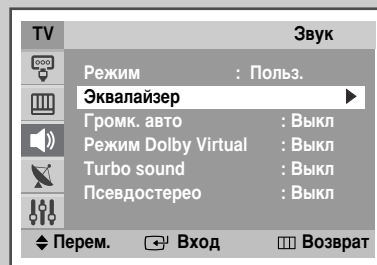 TV Звук
Режим : Польз.
Эквалайзер
Громк. авто : Выкл
Режим Dolby Virtual : Выкл
Turbo sound : Выкл
Псевдостерео : Выкл
Перем. Вход Возврат